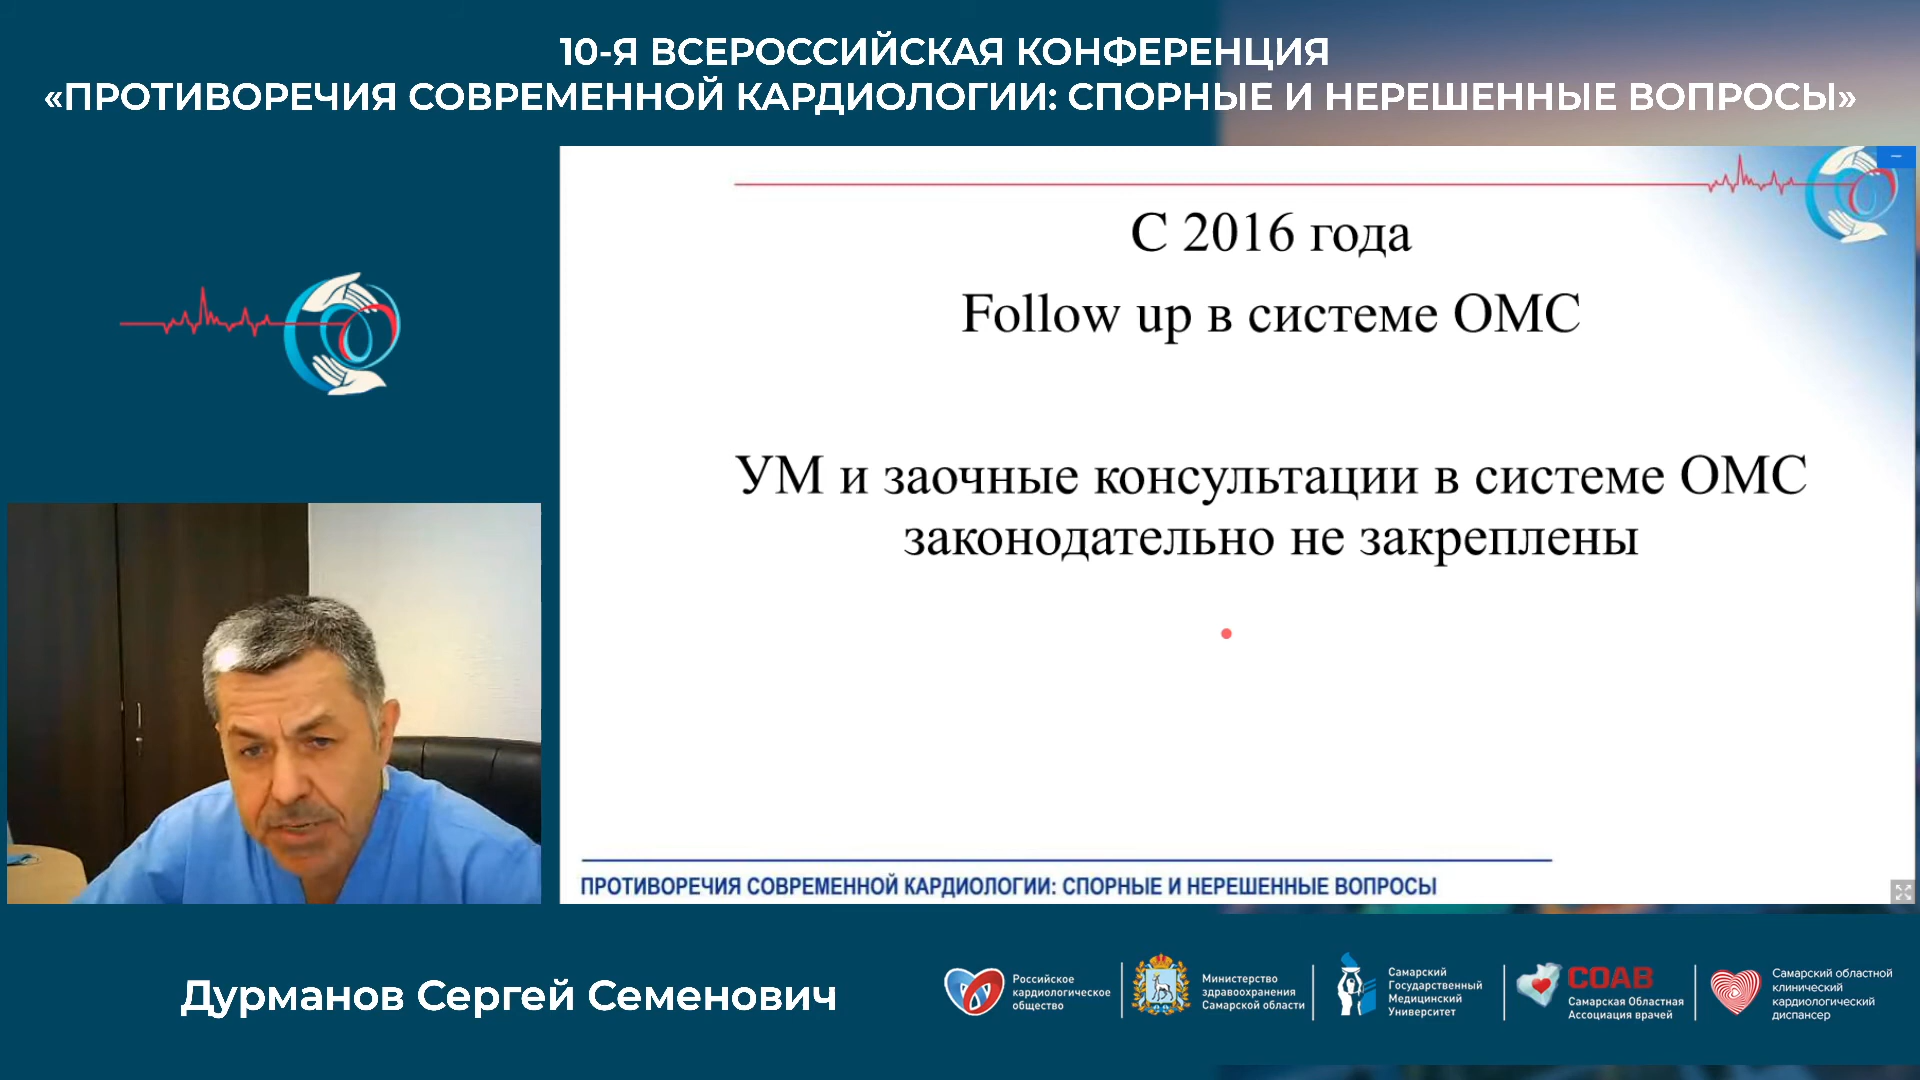 10-Я ВСЕРОССИЙСКАЯ КОНФЕРЕНЦИЯ
«ПРОТИВОРЕЧИЯ СОВРЕМЕННОЙ КАРДИОЛОГИИ: СПОРНЫЕ И НЕРЕШЕННЫЕ ВОПРОСЫ»
С 2016 года
Follow up в системе ОМС
УМ и заочные консультации в системе ОМС
законодательно не закреплены
ПРОТИВОРЕЧИЯ СОВРЕМЕННОЙ КАРДИОЛОГИИ: СПОРНЫЕ И НЕРЕШЕННЫЕ ВОПРОСЫ
Дурманов Сергей Семенович
Российское
кардиологическое
общество
Министерство
здравоохранения
Самарской области
Самарский
Государственный
Медицинский
Университет
СОАВ
Самарская Областная
Ассоциация врачей
Самарский областной
клинический
кардиологический
диспансер